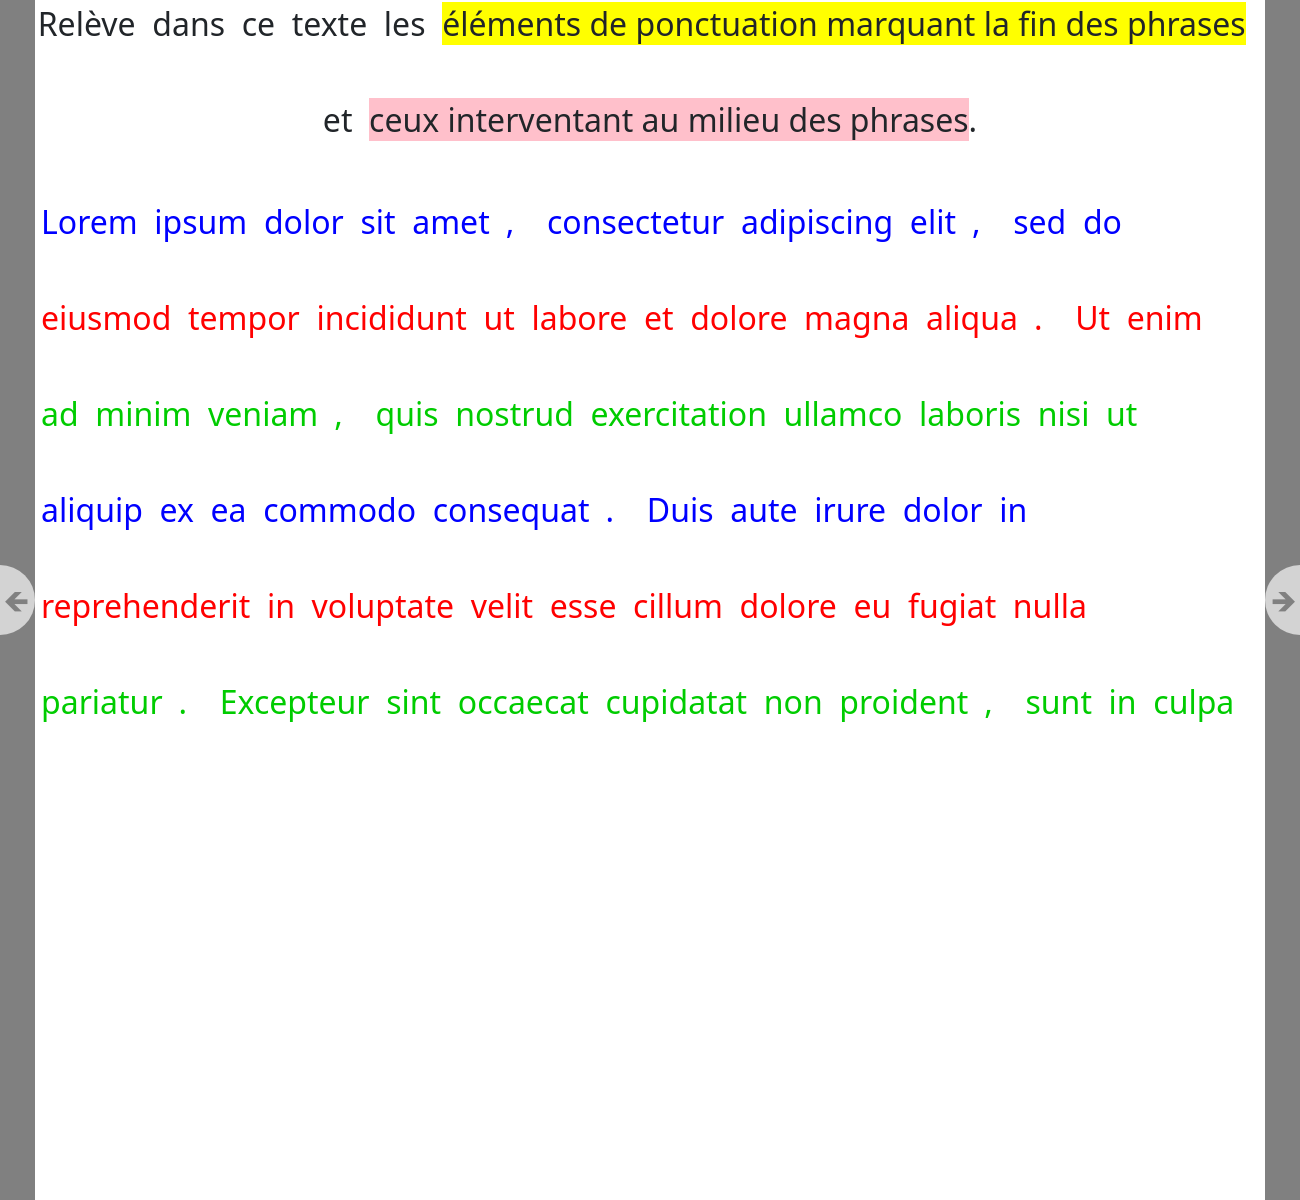 Relève dans ce texte les éléments de ponctuation marquant la fin des phrases
et ceux intervenant au milieu des phrases.
Lorem ipsum dolor sit amet , consectetur adipiscing elit , sed do
eiusmod tempor incididunt ut labore et dolore magna aliqua . Ut enim
ad minim veniam , quis nostrud exercitation ullamco laboris nisi ut
aliquip ex ea commodo consequat . Duis aute irure dolor in
reprehenderit in voluptate velit esse cillum dolore eu fugiat nulla
pariatur . Excepteur sint occaecat cupidatat non proident , sunt in culpa